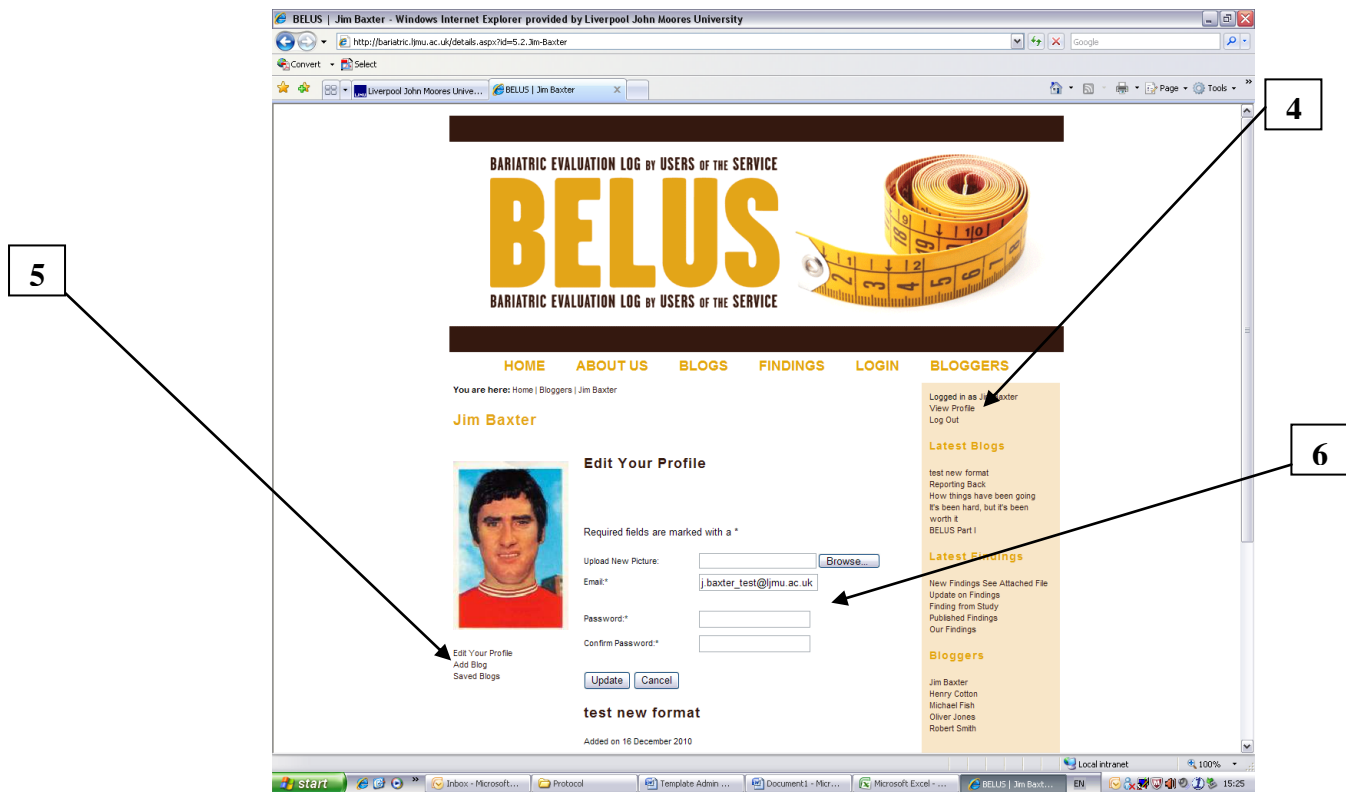 BELUS | Jim Baxter - Windows Internet Explorer provided by Liverpool John Moores University
http://bariatric.ljmu.ac.uk/details.aspx?id=5.2.Jim-Baxter
Google
Convert
Select
Liverpool John Moores Unive...
BELUS | Jim Baxter
Page
Tools
4
BARIATRIC EVALUATION LOG BY USERS OF THE SERVICE
BELUS
BARIATRIC EVALUATION LOG BY USERS OF THE SERVICE
5
HOME ABOUT US BLOGS FINDINGS LOGIN BLOGGERS
You are here: Home | Bloggers | Jim Baxter
Jim Baxter
Edit Your Profile
Add Blog
Saved Blogs
Edit Your Profile
Required fields are marked with a *
Upload New Picture:
Browse...
Email:*
j.baxter_test@ljmu.ac.uk
Password:*
Confirm Password:*
Update Cancel
test new format
Added on 16 December 2010
Logged in as Jim Baxter
View Profile
Log Out
6
Latest Blogs
test new format
Reporting Back
How things have been going
It's been hard, but it's been
worth it
BELUS Part I
Latest Findings
New Findings See Attached File
Update on Findings
Finding from Study
Published Findings
Our Findings
Bloggers
Jim Baxter
Henry Cotton
Michael Fish
Oliver Jones
Robert Smith
Local intranet
100%
start
Inbox - Microsoft...
Protocol
Template Admin ...
Document1 - Micr...
Microsoft Excel - ...
BELUS | Jim Baxt...
EN
15:25